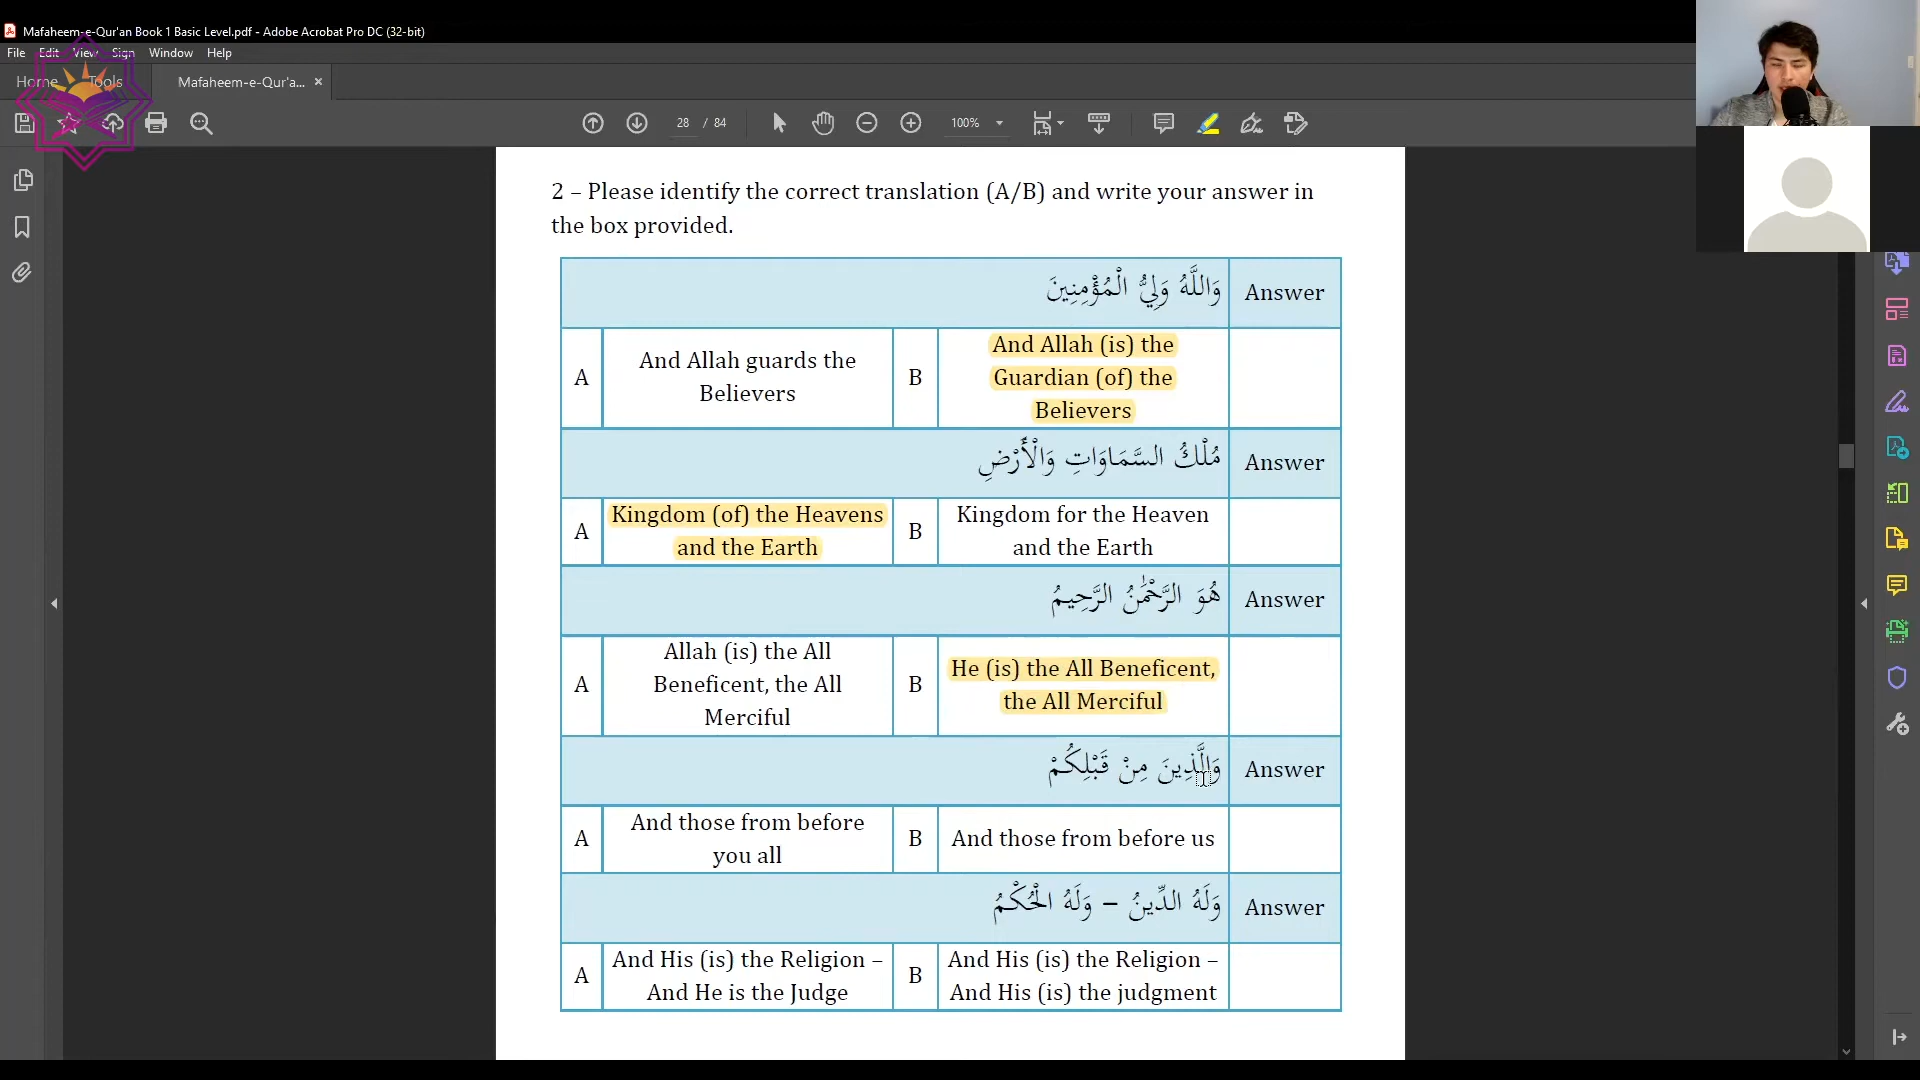 Mafaheem-e-Qur'an Book 1 Basic Level.pdf - Adobe Acrobat Pro DC (32-bit)
File Edit View Sign Window Help
Home Tools Mafaheem-e-Qur'a... ×
28 / 84 100%
2 – Please identify the correct translation (A/B) and write your answer in
the box provided.
وَاللَّهُ وَلِيُّ الْمُؤْمِنِينَ
Answer
A
And Allah guards the
Believers
B
And Allah (is) the
Guardian (of) the
Believers
مُلْكُ السَّمَاوَاتِ وَالْأَرْضِ
Answer
A
Kingdom (of) the Heavens
and the Earth
B
Kingdom for the Heaven
and the Earth
هُوَ الرَّحْمَٰنُ الرَّحِيمُ
Answer
A
Allah (is) the All
Beneficent, the All
Merciful
B
He (is) the All Beneficent,
the All Merciful
وَالَّذِينَ مِنْ قَبْلِكُمْ
Answer
A
And those from before
you all
B
And those from before us
وَلَهُ الدِّينُ – وَلَهُ الْحُكْمُ
Answer
A
And His (is) the Religion –
And He is the Judge
B
And His (is) the Religion –
And His (is) the judgment